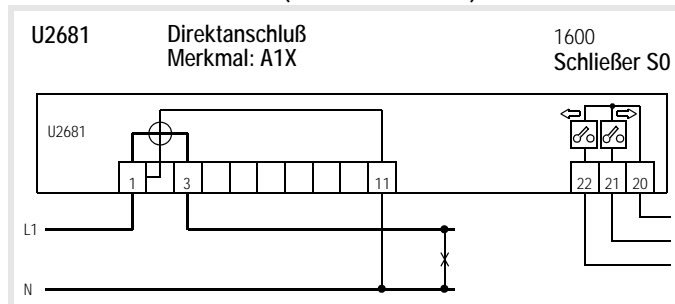 U2681 Direktanschluß 1600
Merkmal: A1X Schließer S0
U2681
1 3 11 22 21 20
L1
N